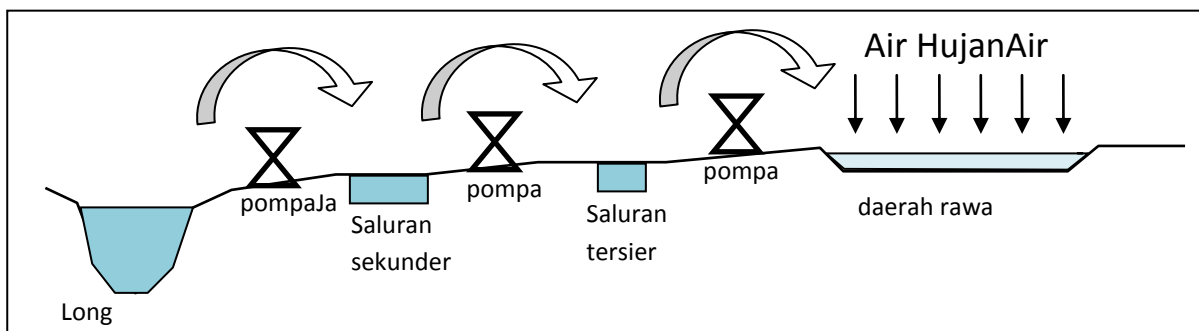 Air HujanAir
pompaJa
pompa
pompa
Saluran
sekunder
Saluran
tersier
daerah rawa
Long